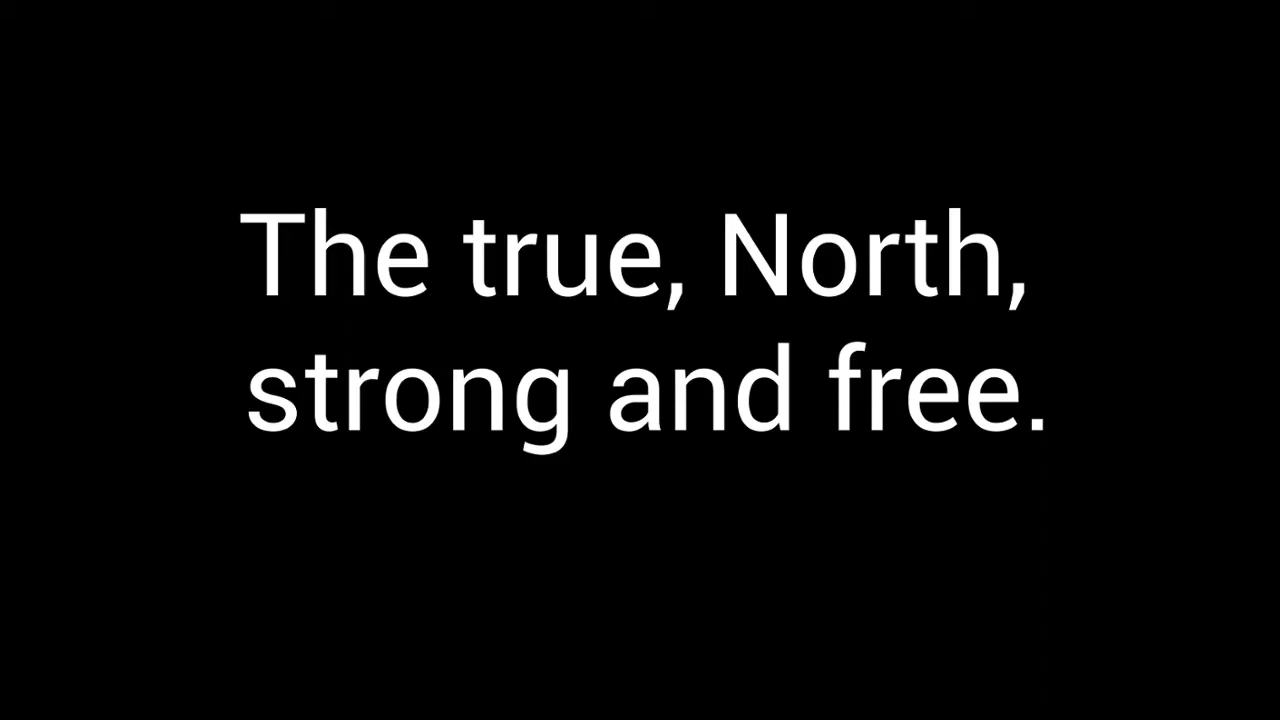 The true, North,
strong and free.